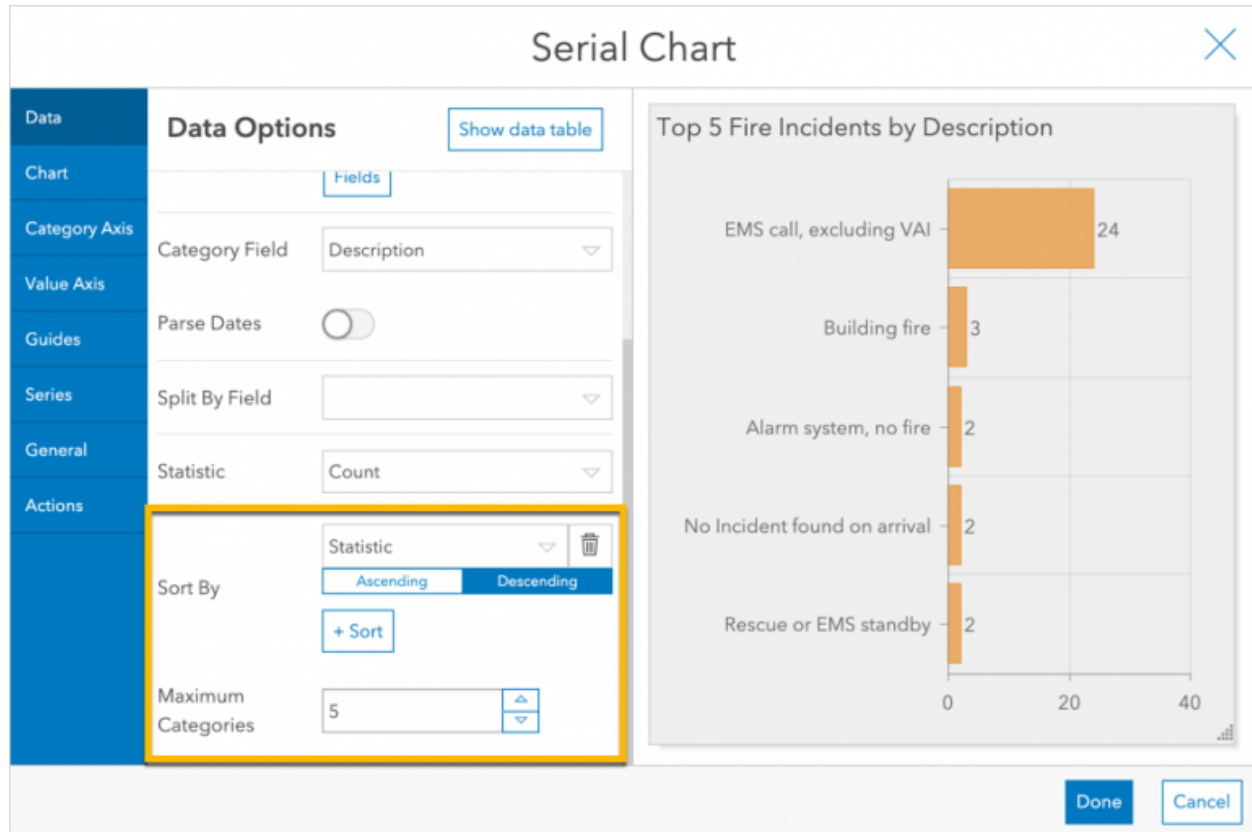 Serial Chart
Data
Chart
Category Axis
Value Axis
Guides
Series
General
Actions
Data Options
Show data table
Fields
Category Field
Description
Parse Dates
Split By Field
Statistic
Count
Sort By
Statistic
Ascending
Descending
+ Sort
Maximum
Categories
5
Top 5 Fire Incidents by Description
EMS call, excluding VAI
24
Building fire
3
Alarm system, no fire
2
No Incident found on arrival
2
Rescue or EMS standby
2
0
20
40
Done
Cancel